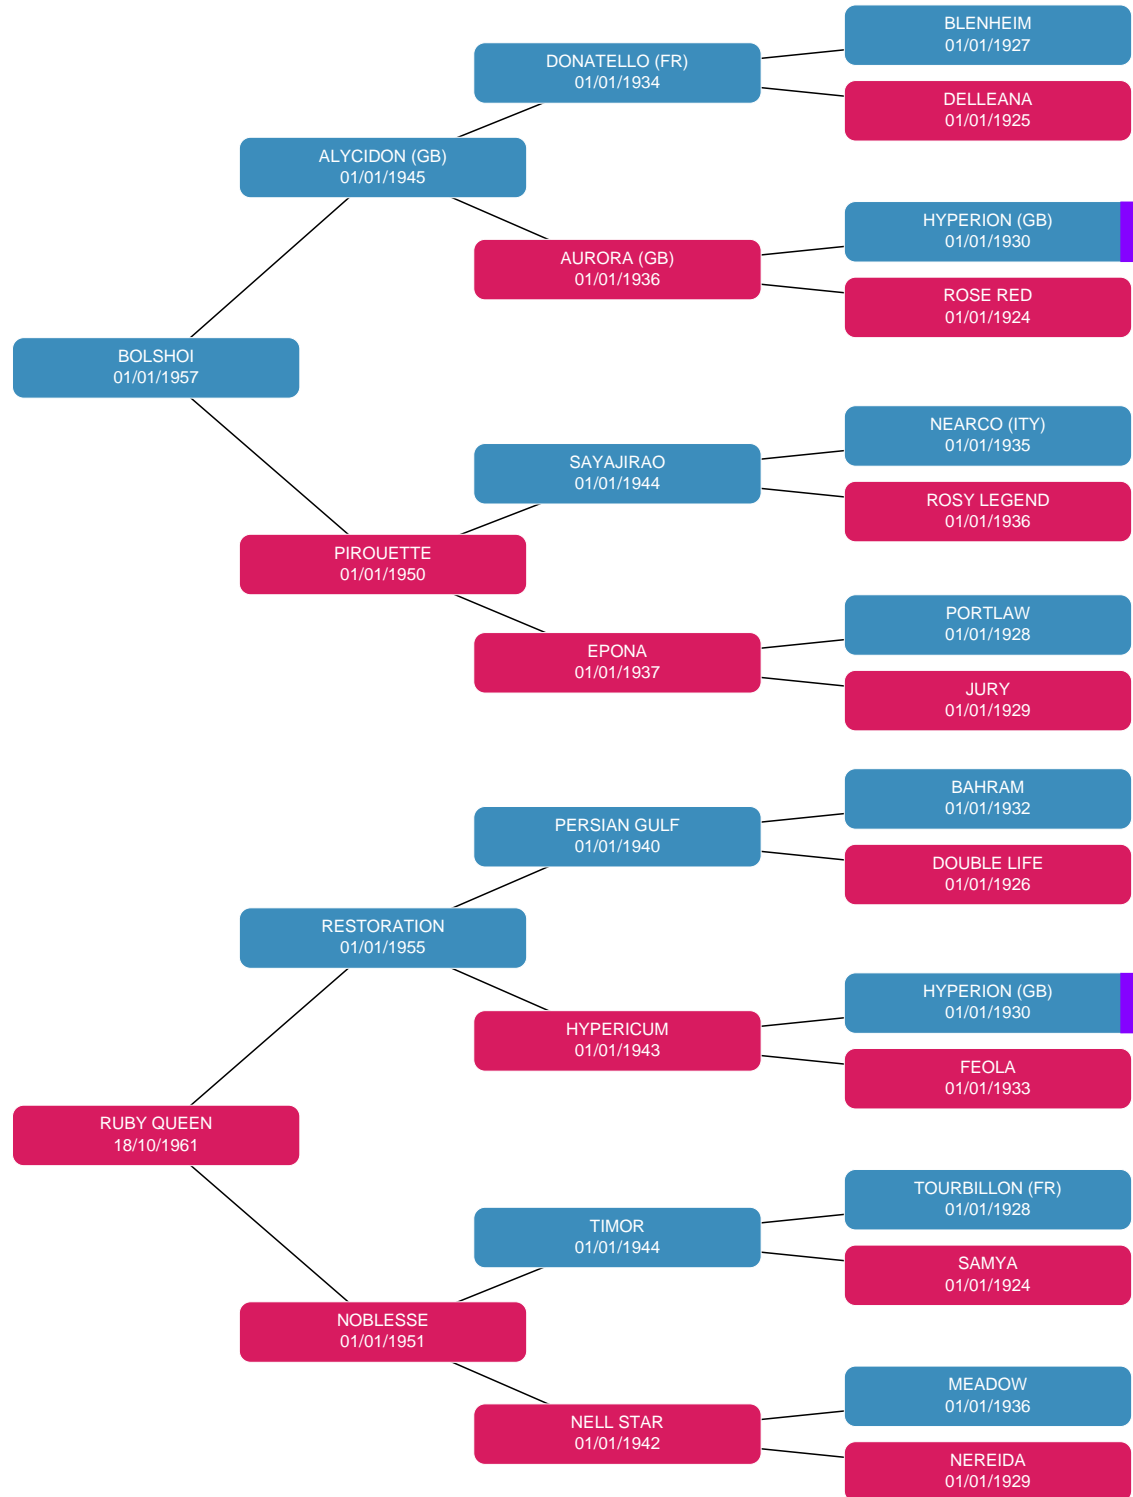 BLENHEIM
01/01/1927
DONATELLO (FR)
01/01/1934
DELLEANA
01/01/1925
ALYCIDON (GB)
01/01/1945
HYPERION (GB)
01/01/1930
AURORA (GB)
01/01/1936
ROSE RED
01/01/1924
BOLSHOI
01/01/1957
NEARCO (ITY)
01/01/1935
SAYAJIRAO
01/01/1944
ROSY LEGEND
01/01/1936
PIROUETTE
01/01/1950
PORTLAW
01/01/1928
EPONA
01/01/1937
JURY
01/01/1929
BAHRAM
01/01/1932
PERSIAN GULF
01/01/1940
DOUBLE LIFE
01/01/1926
RESTORATION
01/01/1955
HYPERION (GB)
01/01/1930
HYPERICUM
01/01/1943
FEOLA
01/01/1933
RUBY QUEEN
18/10/1961
TOURBILLON (FR)
01/01/1928
TIMOR
01/01/1944
SAMYA
01/01/1924
NOBLESSE
01/01/1951
MEADOW
01/01/1936
NELL STAR
01/01/1942
NEREIDA
01/01/1929